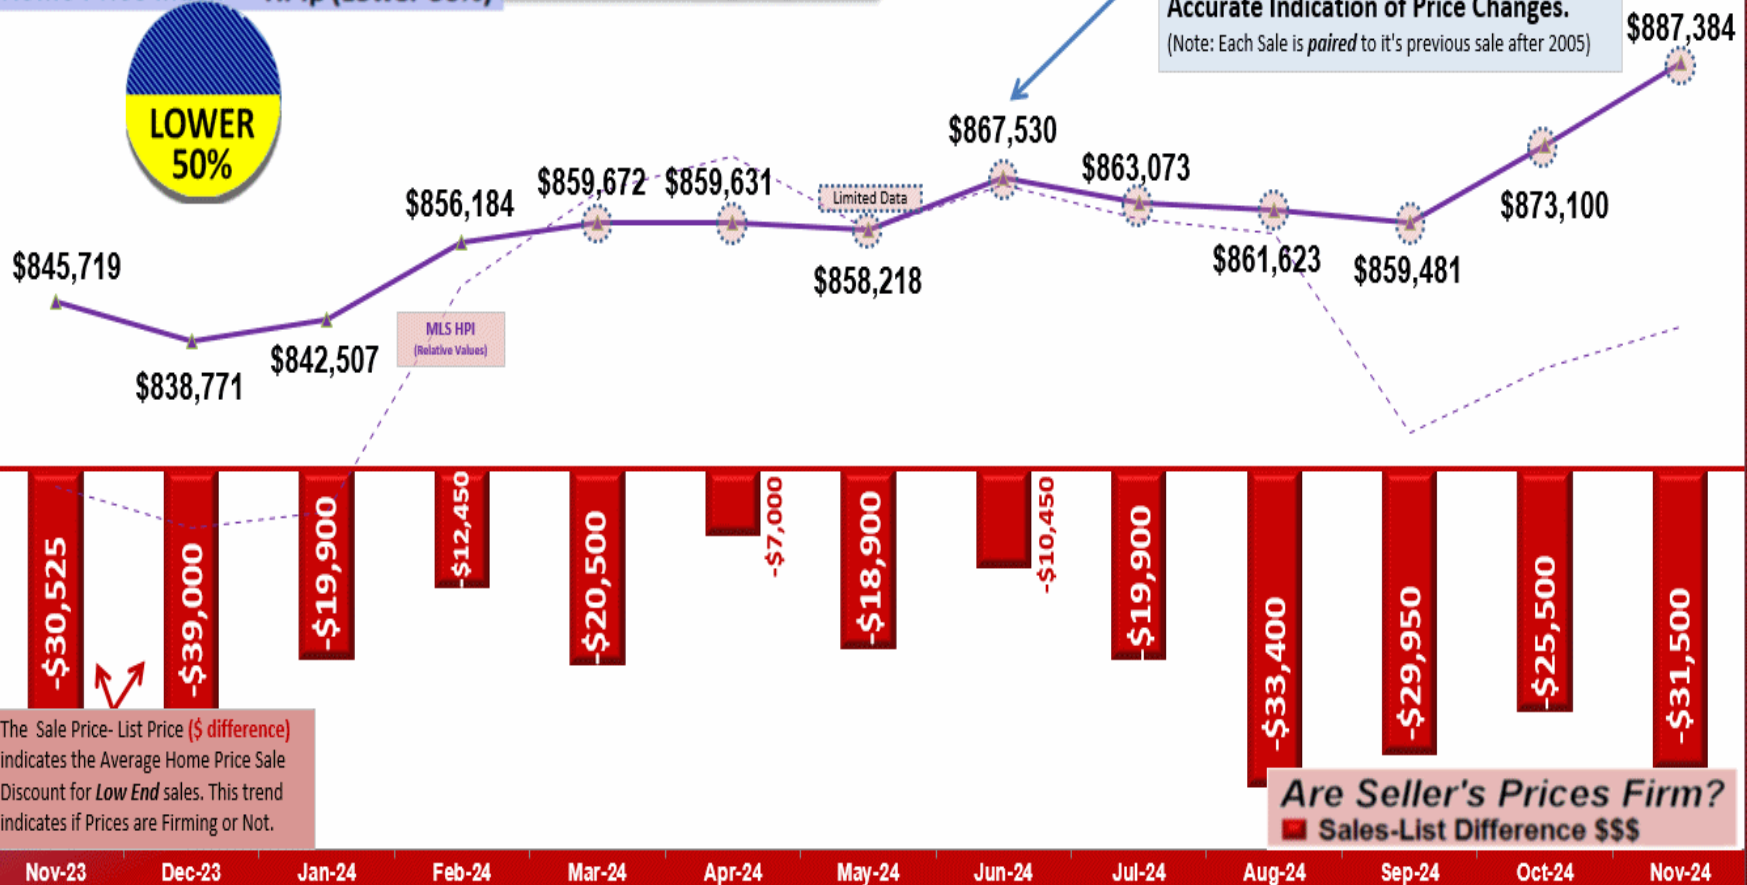 Accurate Indication of Price Changes.
(Note: Each Sale is paired to it's previous sale after 2005)
$887,384
LOWER
50%
$867,530
$863,073
$859,672
$859,631
Limited Data
$856,184
$873,100
$845,719
$858,218
$861,623
$859,481
MLS HPI
(Relative Values)
$842,507
$838,771
-$30,525
-$39,000
-$19,900
-$12,450
-$20,500
-$7,000
-$18,900
-$10,450
-$19,900
-$33,400
-$29,950
-$25,500
-$31,500
The Sale Price- List Price ($ difference)
indicates the Average Home Price Sale
Discount for Low End sales. This trend
indicates if Prices are Firming or Not.
Are Seller's Prices Firm?
Sales-List Difference $$$
Nov-23 Dec-23 Jan-24 Feb-24 Mar-24 Apr-24 May-24 Jun-24 Jul-24 Aug-24 Sep-24 Oct-24 Nov-24